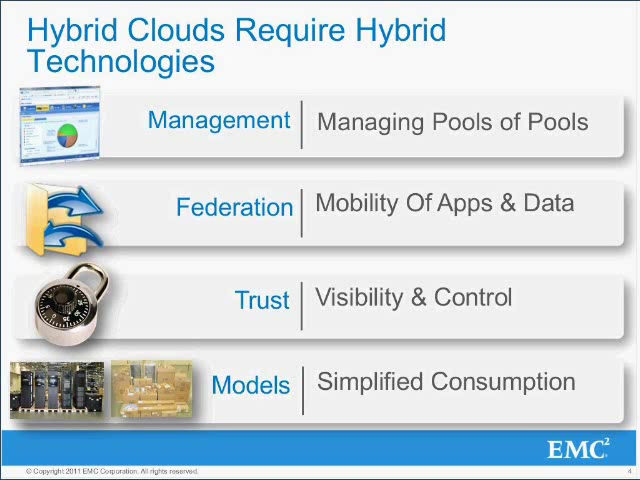 Hybrid Clouds Require Hybrid
Technologies
Management
Managing Pools of Pools
Federation
Mobility Of Apps & Data
Trust
Visibility & Control
Models
Simplified Consumption
EMC²
© Copyright 2011 EMC Corporation. All rights reserved.
4